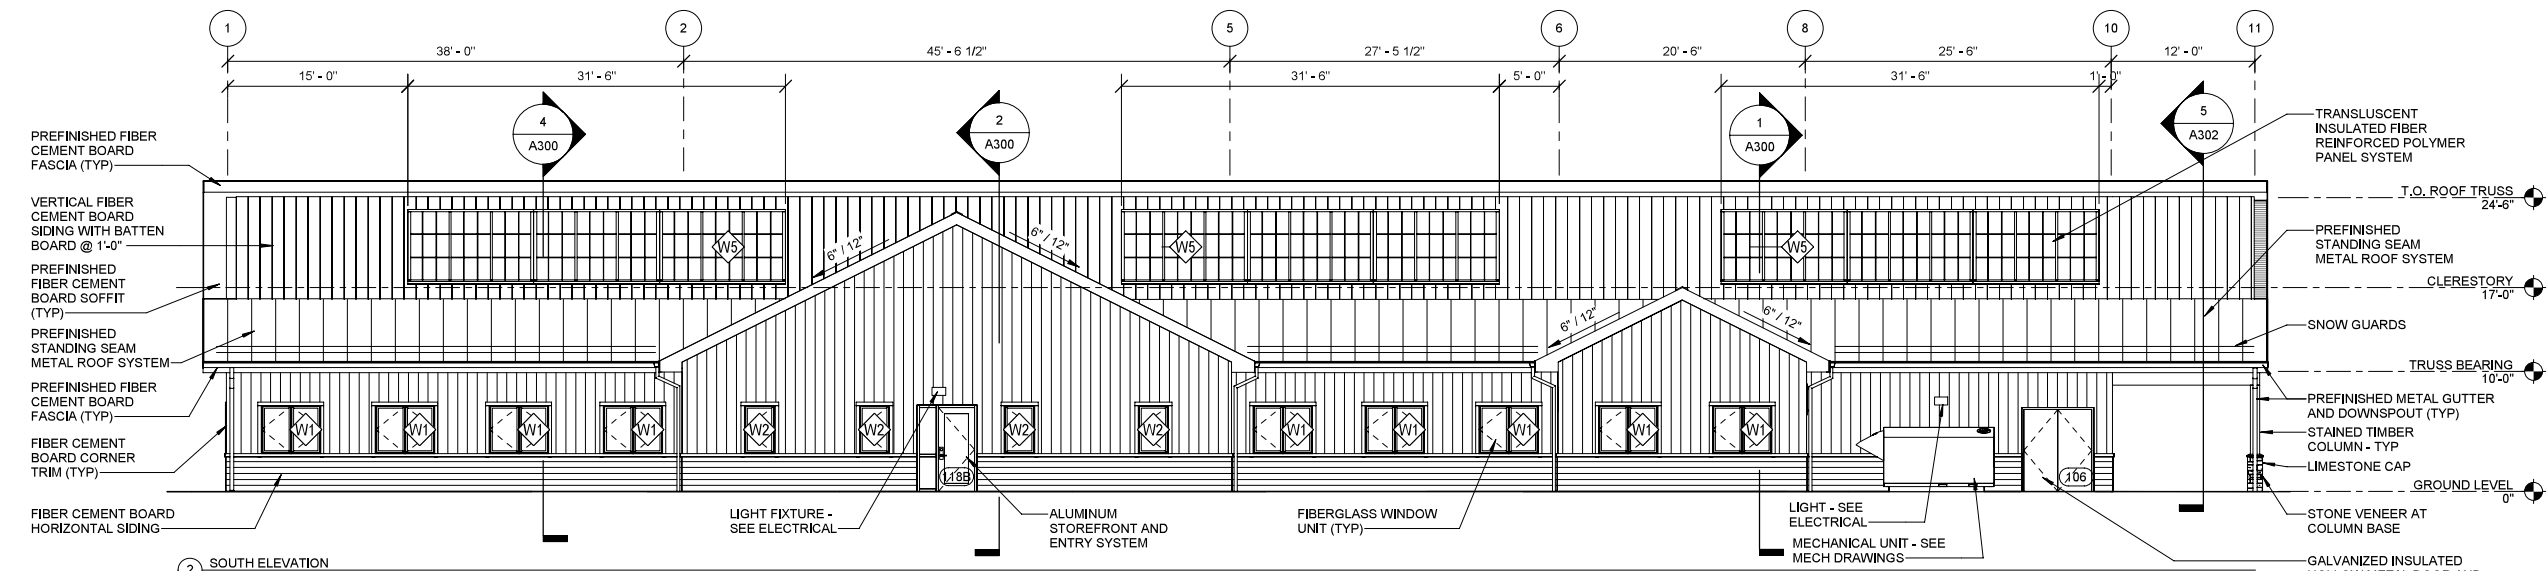 1
2
5
6
8
10
11
38' - 0"
45' - 6 1/2"
27' - 5 1/2"
20' - 6"
25' - 6"
12' - 0"
15' - 0"
31' - 6"
31' - 6"
5' - 0"
31' - 6"
1' - 0"
4
A300
2
A300
1
A300
5
A302
PREFINISHED FIBER
CEMENT BOARD
FASCIA (TYP)
VERTICAL FIBER
CEMENT BOARD
SIDING WITH BATTEN
BOARD @ 1'-0"
PREFINISHED
FIBER CEMENT
BOARD SOFFIT
(TYP)
PREFINISHED
STANDING SEAM
METAL ROOF SYSTEM
PREFINISHED FIBER
CEMENT BOARD
FASCIA (TYP)
FIBER CEMENT
BOARD CORNER
TRIM (TYP)
FIBER CEMENT BOARD
HORIZONTAL SIDING
W5
W5
W5
6" / 12"
6" / 12"
6" / 12"
6" / 12"
W1
W1
W1
W1
W2
W2
W2
W2
W1
W1
W1
W1
W1
118B
106
LIGHT FIXTURE -
SEE ELECTRICAL
ALUMINUM
STOREFRONT AND
ENTRY SYSTEM
FIBERGLASS WINDOW
UNIT (TYP)
LIGHT - SEE
ELECTRICAL
MECHANICAL UNIT - SEE
MECH DRAWINGS
TRANSLUSCENT
INSULATED FIBER
REINFORCED POLYMER
PANEL SYSTEM
T.O. ROOF TRUSS
24'-6"
PREFINISHED
STANDING SEAM
METAL ROOF SYSTEM
CLERESTORY
17'-0"
SNOW GUARDS
TRUSS BEARING
10'-0"
PREFINISHED METAL GUTTER
AND DOWNSPOUT (TYP)
STAINED TIMBER
COLUMN - TYP
LIMESTONE CAP
GROUND LEVEL
0"
STONE VENEER AT
COLUMN BASE
GALVANIZED INSULATED
2
SOUTH ELEVATION